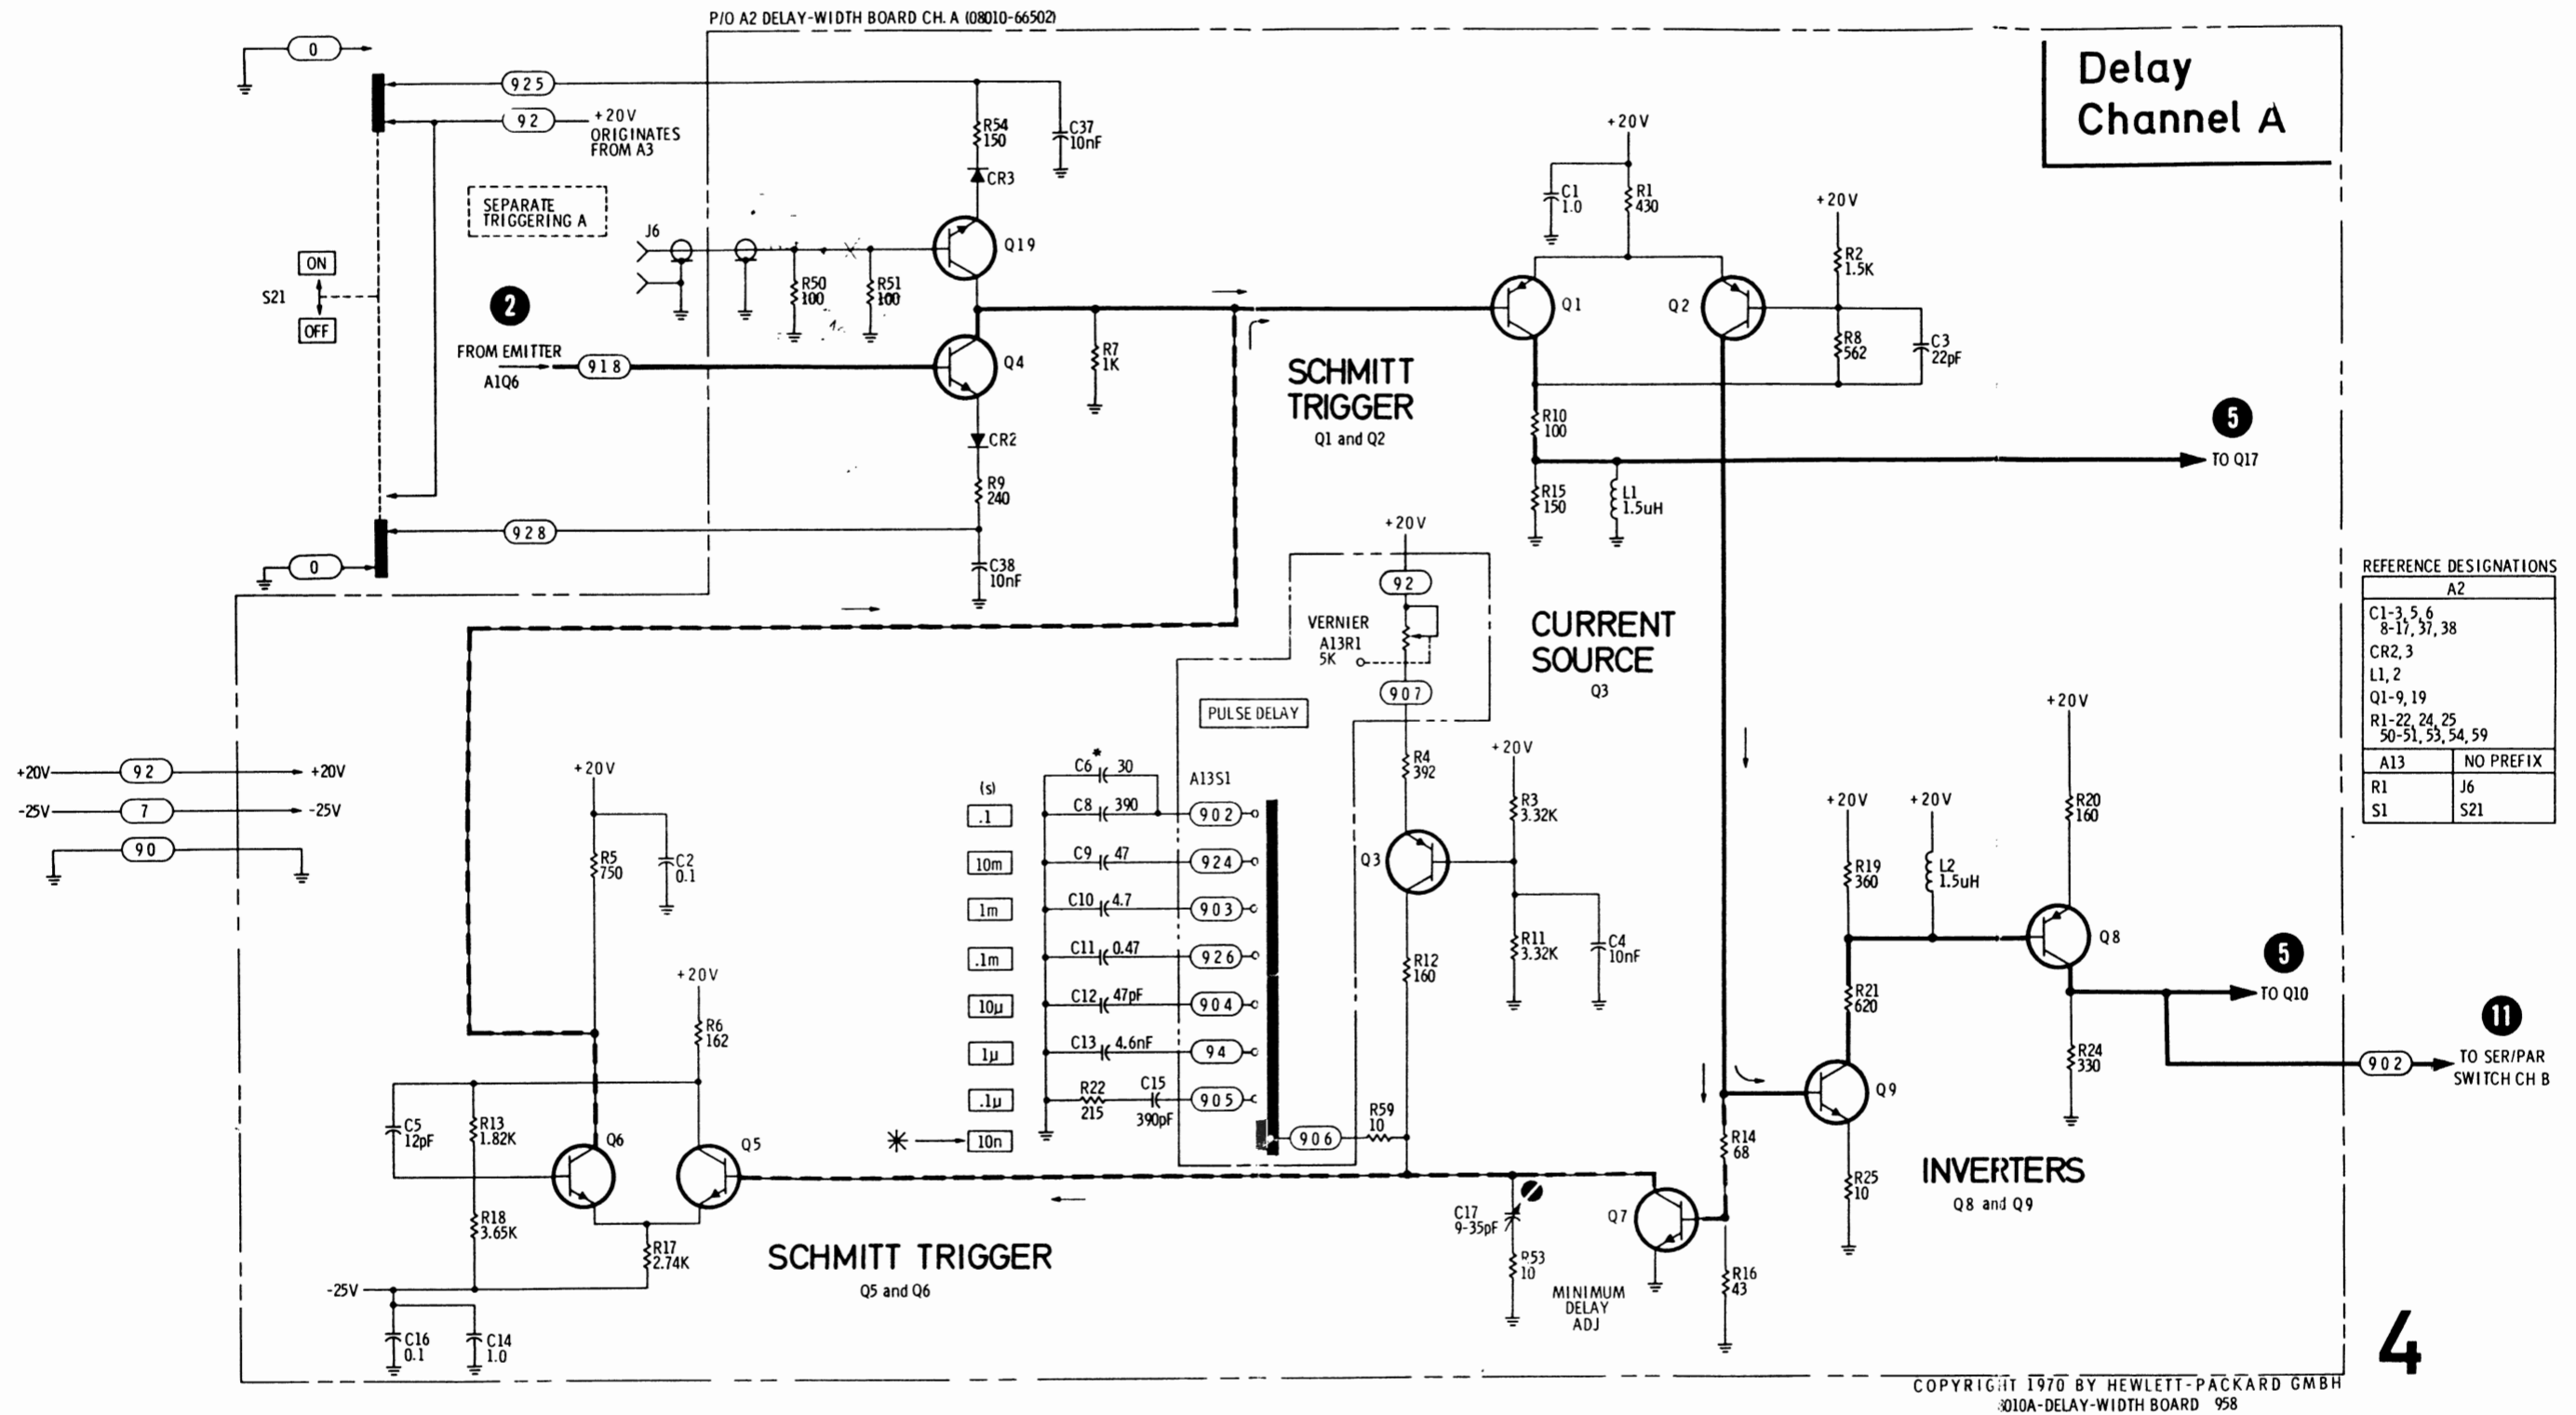 P/O A2 DELAY-WIDTH BOARD CH. A (08010-66502)
Delay
Channel A
0
925
92
+20V
ORIGINATES
FROM A3
R54
150
C37
10nF
CR3
SEPARATE
TRIGGERING A
J6
Q19
R50
100
R51
100
ON
S21
OFF
2
FROM EMITTER
A1Q6
918
Q4
R7
1K
CR2
R9
240
928
0
C38
10nF
+20V
C1
1.0
R1
430
+20V
R2
1.5K
Q1
Q2
R8
562
C3
22pF
SCHMITT
TRIGGER
Q1 and Q2
R10
100
5
TO Q17
R15
150
L1
1.5uH
+20V
92
VERNIER
A13R1
5K
907
CURRENT
SOURCE
Q3
PULSE DELAY
REFERENCE DESIGNATIONS
A2
C1-3, 5, 6
8-17, 37, 38
CR2, 3
L1, 2
Q1-9, 19
R1-22, 24, 25
50-51, 53, 54, 59
A13
NO PREFIX
R1
J6
S1
S21
+20V
92
+20V
-25V
7
-25V
90
+20V
R5
750
C2
0.1
+20V
R6
162
C5
12pF
R13
1.82K
Q6
Q5
R18
3.65K
R17
2.74K
-25V
C16
0.1
C14
1.0
SCHMITT TRIGGER
Q5 and Q6
(s)
*
C6
30
A13S1
.1
C8
390
902
10m
C9
47
924
1m
C10
4.7
903
.1m
C11
0.47
926
10µ
C12
47pF
904
1µ
C13
4.6nF
94
.1µ
R22
215
C15
390pF
905
10n
906
R59
10
R4
392
+20V
R3
3.32K
Q3
R11
3.32K
C4
10nF
R12
160
C17
9-35pF
R53
10
MINIMUM
DELAY
ADJ
Q7
R14
68
R16
43
+20V
R19
360
+20V
L2
1.5uH
+20V
R20
160
Q8
R21
620
Q9
R25
10
R24
330
5
TO Q10
11
902
TO SER/PAR
SWITCH CH B
INVERTERS
Q8 and Q9
4
COPYRIGHT 1970 BY HEWLETT-PACKARD GMBH
8010A-DELAY-WIDTH BOARD 958